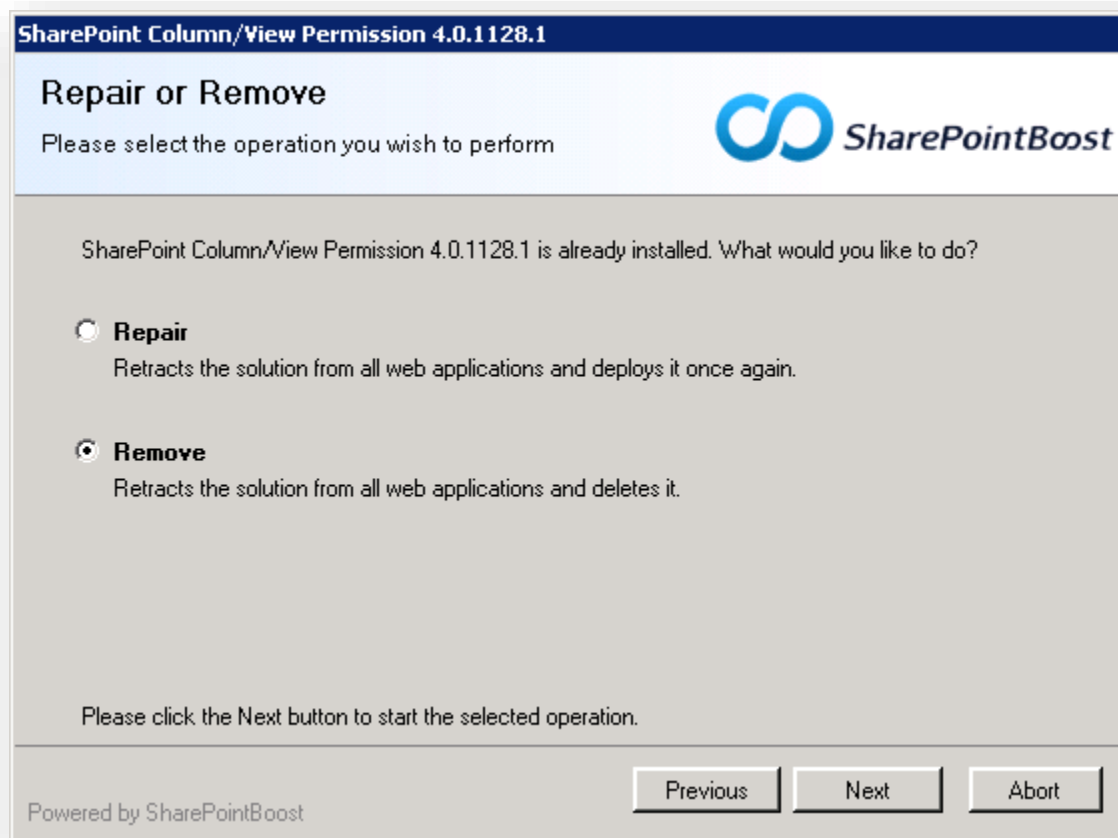 SharePoint Column/View Permission 4.0.1128.1
Repair or Remove
Please select the operation you wish to perform
SharePointBoost
SharePoint Column/View Permission 4.0.1128.1 is already installed. What would you like to do?
Repair
Retracts the solution from all web applications and deploys it once again.
Remove
Retracts the solution from all web applications and deletes it.
Please click the Next button to start the selected operation.
Previous Next Abort
Powered by SharePointBoost